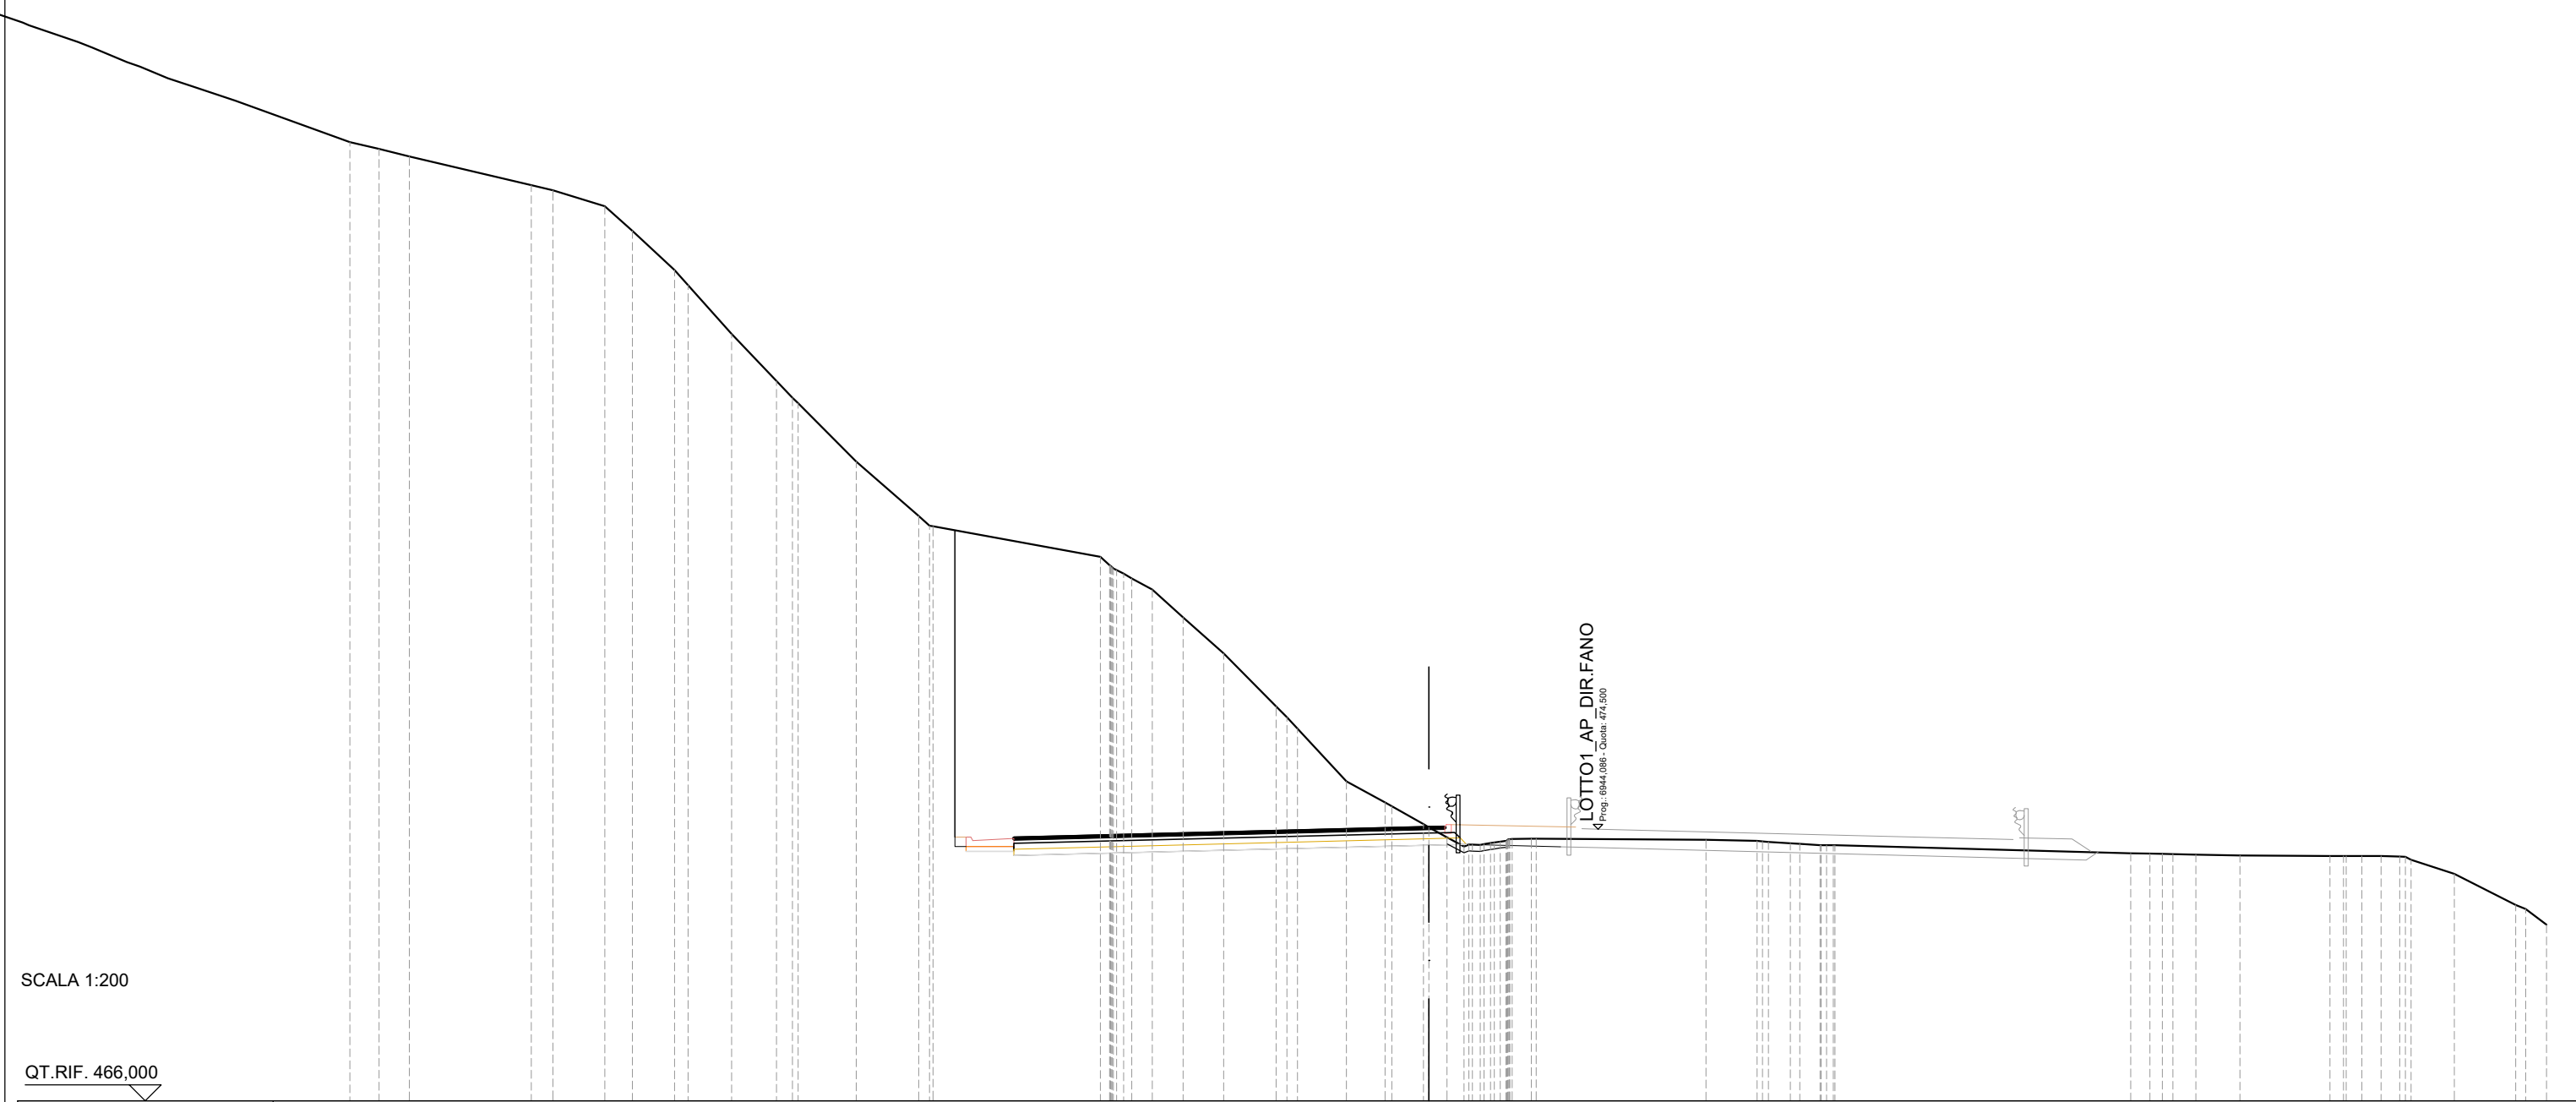 LOTTO1_AP_DIR.FANO
Prog.: 6944,086 - Quota: 474,500
SCALA 1:200
QT.RIF. 466,000